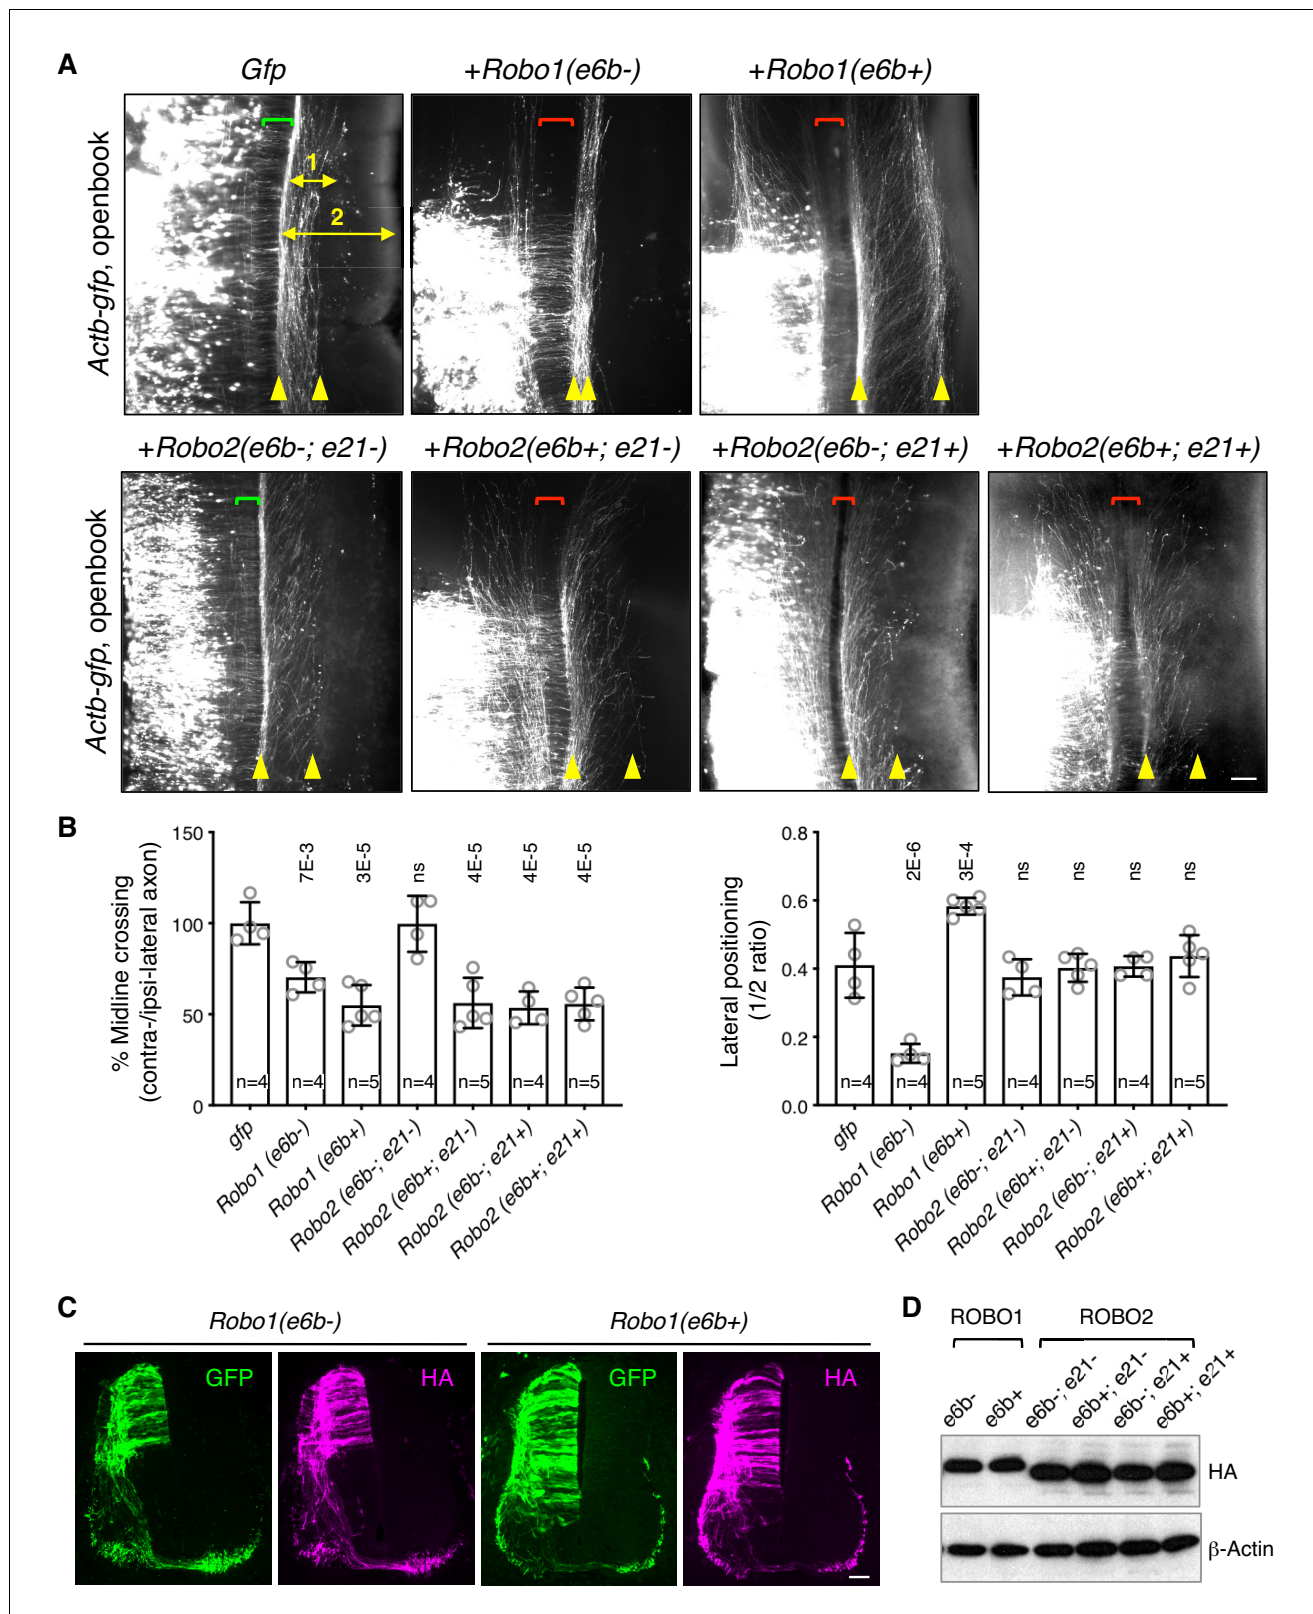 A
Gfp
+Robo1(e6b-)
+Robo1(e6b+)
Actb-gfp, openbook
1
2
+Robo2(e6b-; e21-)
+Robo2(e6b+; e21-)
+Robo2(e6b-; e21+)
+Robo2(e6b+; e21+)
Actb-gfp, openbook
B
% Midline crossing
(contra-/ipsi-lateral axon)
150
100
50
0
7E-3
3E-5
ns
4E-5
4E-5
4E-5
n=4
n=4
n=5
n=4
n=5
n=4
n=5
gfp
Robo1 (e6b-)
Robo1 (e6b+)
Robo2 (e6b-; e21-)
Robo2 (e6b+; e21-)
Robo2 (e6b-; e21+)
Robo2 (e6b+; e21+)
Lateral positioning
(1/2 ratio)
0.8
0.6
0.4
0.2
0.0
2E-6
3E-4
ns
ns
ns
ns
n=4
n=4
n=5
n=4
n=5
n=4
n=5
gfp
Robo1 (e6b-)
Robo1 (e6b+)
Robo2 (e6b-; e21-)
Robo2 (e6b+; e21-)
Robo2 (e6b-; e21+)
Robo2 (e6b+; e21+)
C
Robo1(e6b-)
Robo1(e6b+)
GFP
HA
GFP
HA
D
ROBO1
ROBO2
e6b-
e6b+
e6b-; e21-
e6b+; e21-
e6b-; e21+
e6b+; e21+
HA
β-Actin